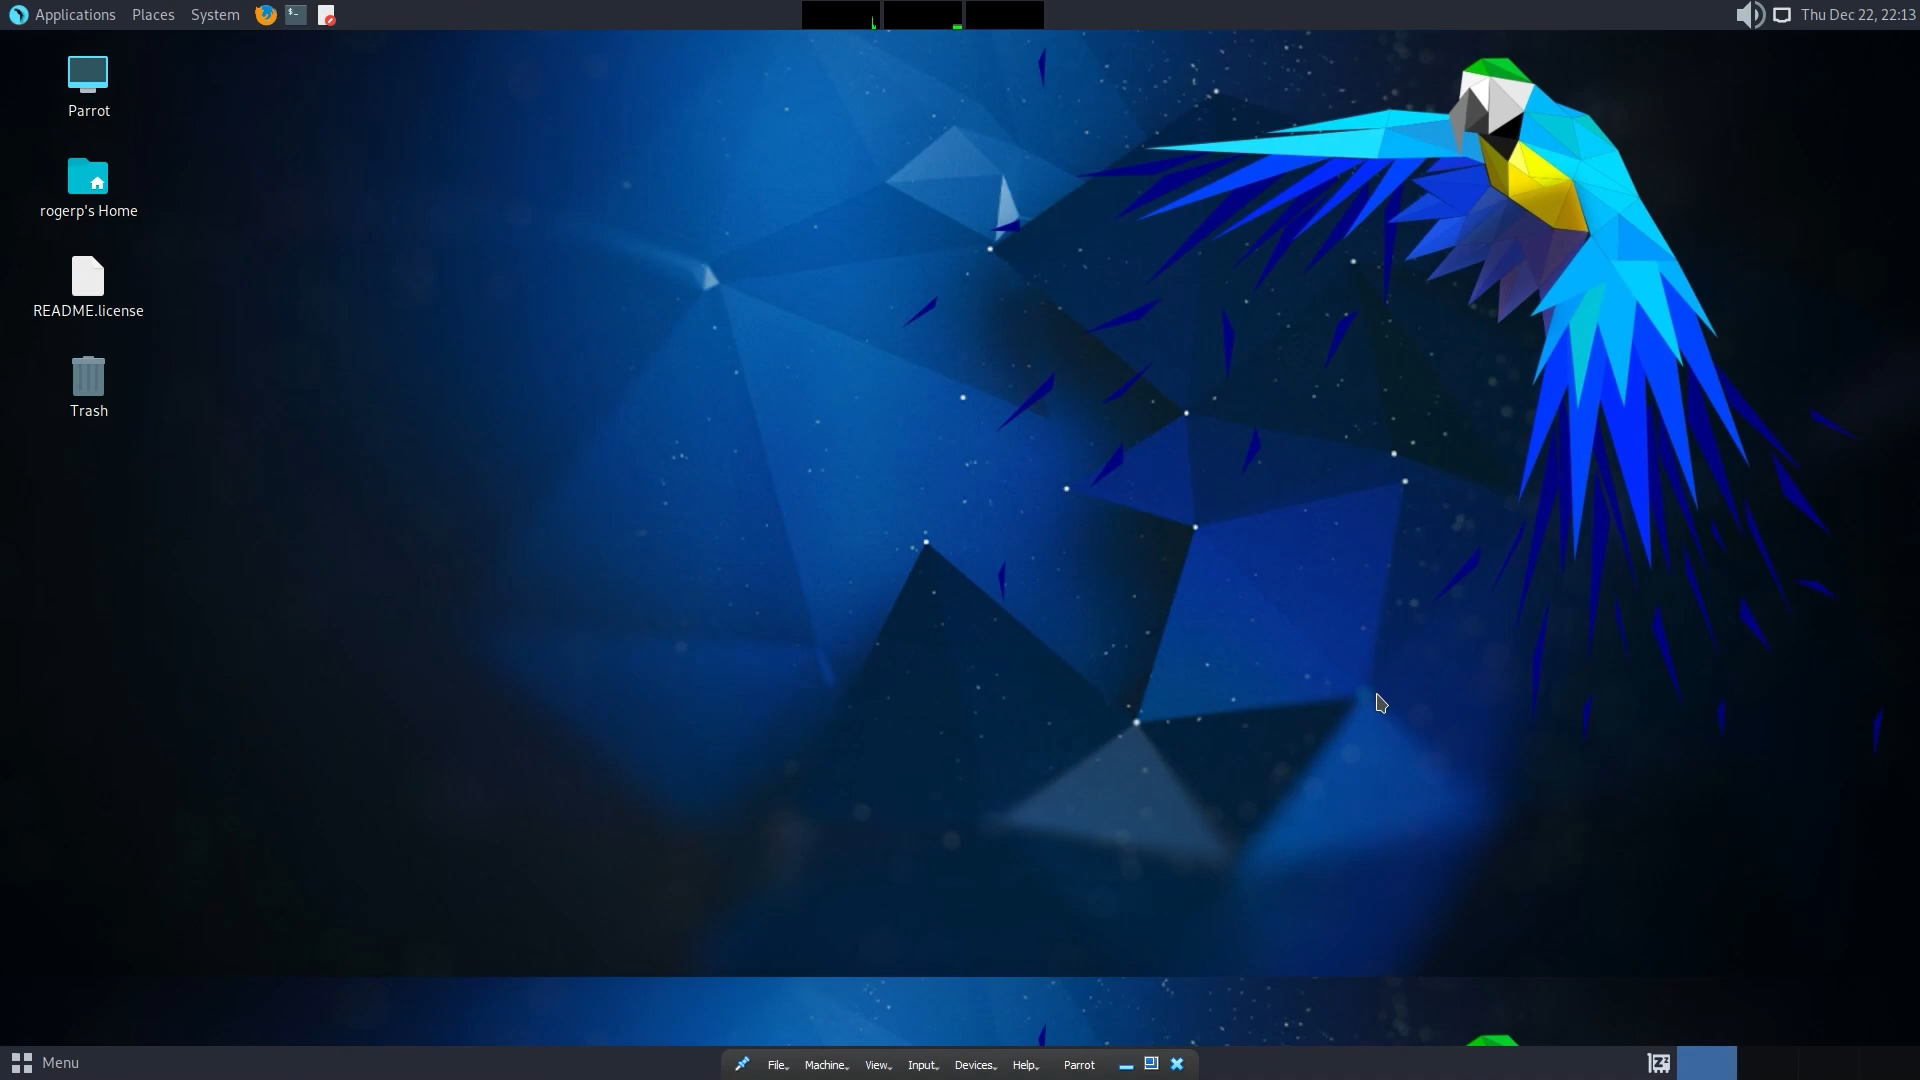 Applications Places System Thu Dec 22, 22:13
Parrot
rogerp's Home
README.license
Trash
Menu File Machine View Input Devices Help Parrot